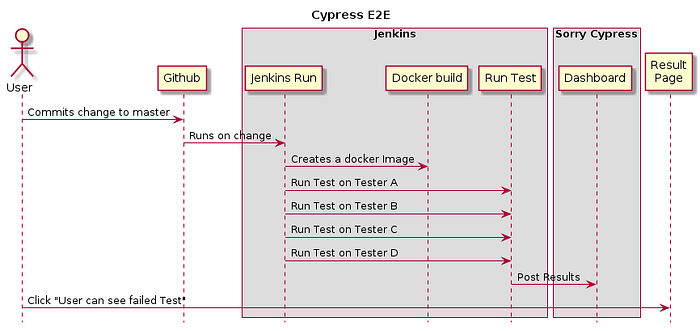 Cypress E2E
Jenkins
Sorry Cypress
User
Github
Jenkins Run
Docker build
Run Test
Dashboard
Result
Page
Commits change to master
Runs on change
Creates a docker Image
Run Test on Tester A
Run Test on Tester B
Run Test on Tester C
Run Test on Tester D
Post Results
Click "User can see failed Test"